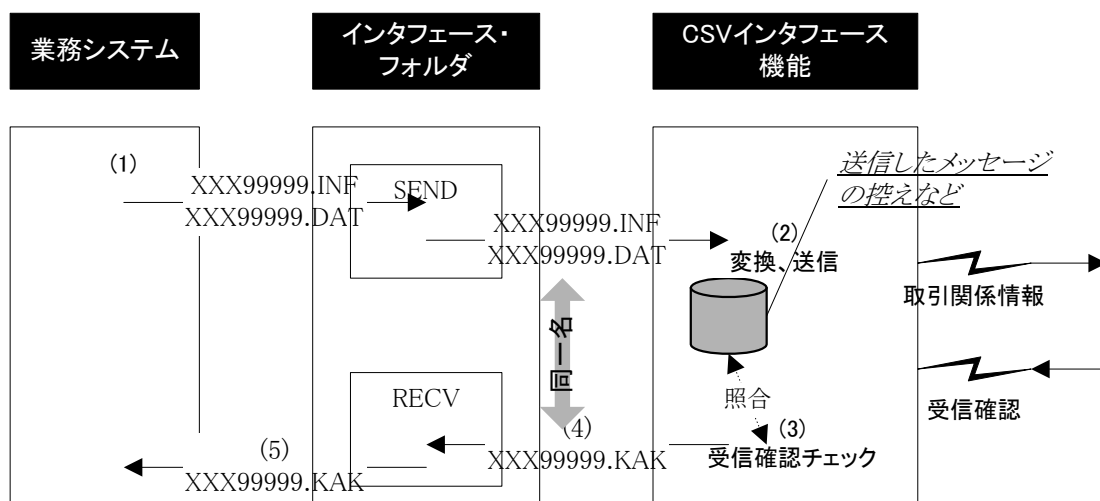 業務システム
インタフェース・
フォルダ
CSVインタフェース
機能
(1)
XXX99999.INF
XXX99999.DAT
SEND
XXX99999.INF
XXX99999.DAT
送信したメッセージ
の控えなど
(2)
変換、送信
取引関係情報
同一名
照合
受信確認
RECV
(3)
受信確認チェック
(4)
XXX99999.KAK
(5)
XXX99999.KAK